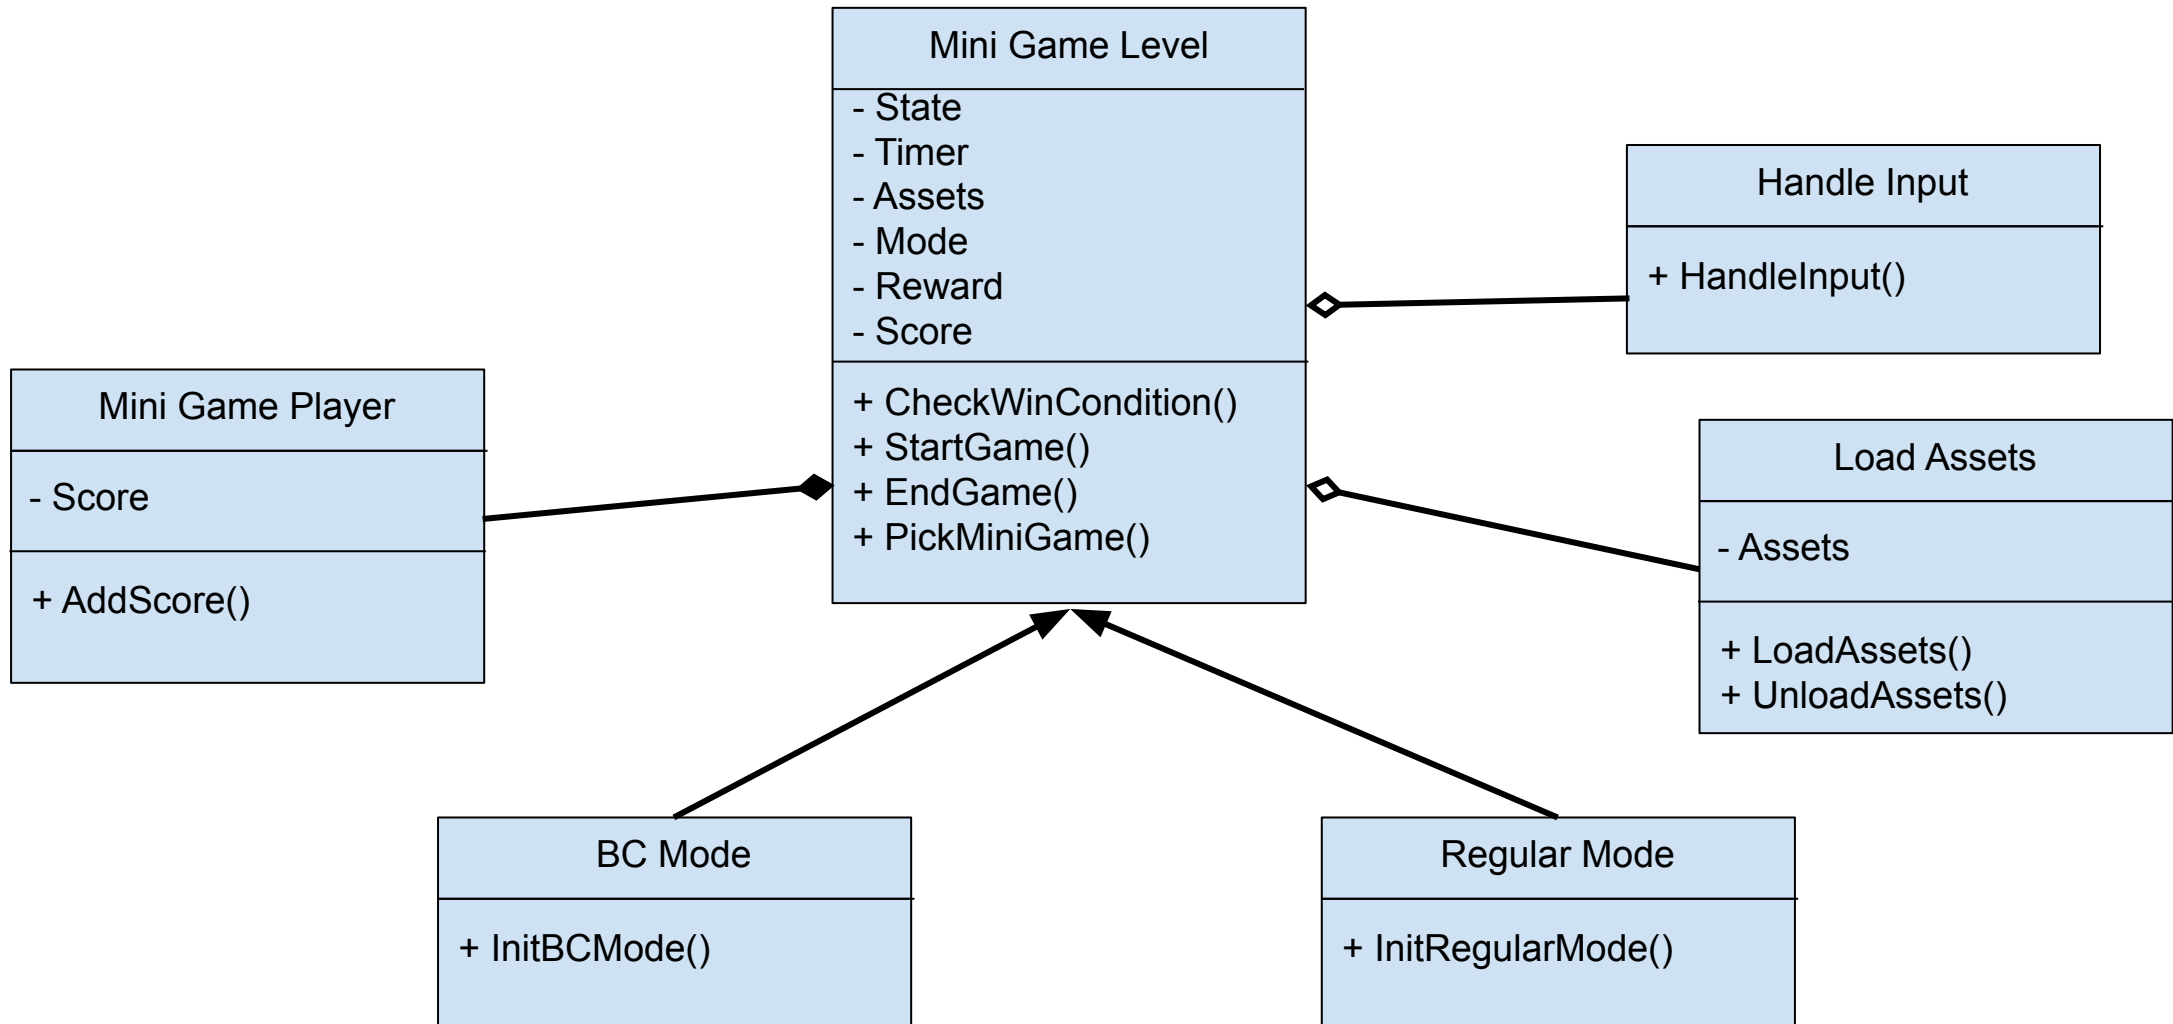 Mini Game Level
- State
- Timer
- Assets
- Mode
- Reward
- Score
+ CheckWinCondition()
+ StartGame()
+ EndGame()
+ PickMiniGame()
Handle Input
+ HandleInput()
Mini Game Player
- Score
+ AddScore()
Load Assets
- Assets
+ LoadAssets()
+ UnloadAssets()
BC Mode
+ InitBCMode()
Regular Mode
+ InitRegularMode()